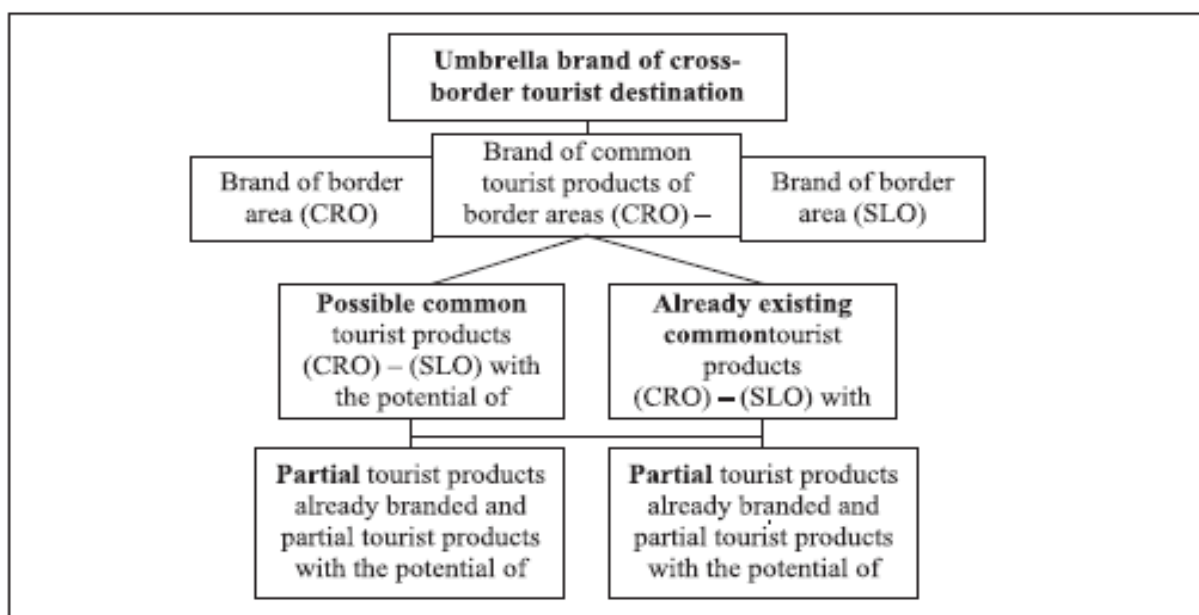 Umbrella brand of cross-
border tourist destination
Brand of border
area (CRO)
Brand of common
tourist products of
border areas (CRO) –
Brand of border
area (SLO)
Possible common
tourist products
(CRO) – (SLO) with
the potential of
Already existing
commontourist
products
(CRO) – (SLO) with
Partial tourist products
already branded and
partial tourist products
with the potential of
Partial tourist products
already branded and
partial tourist products
with the potential of